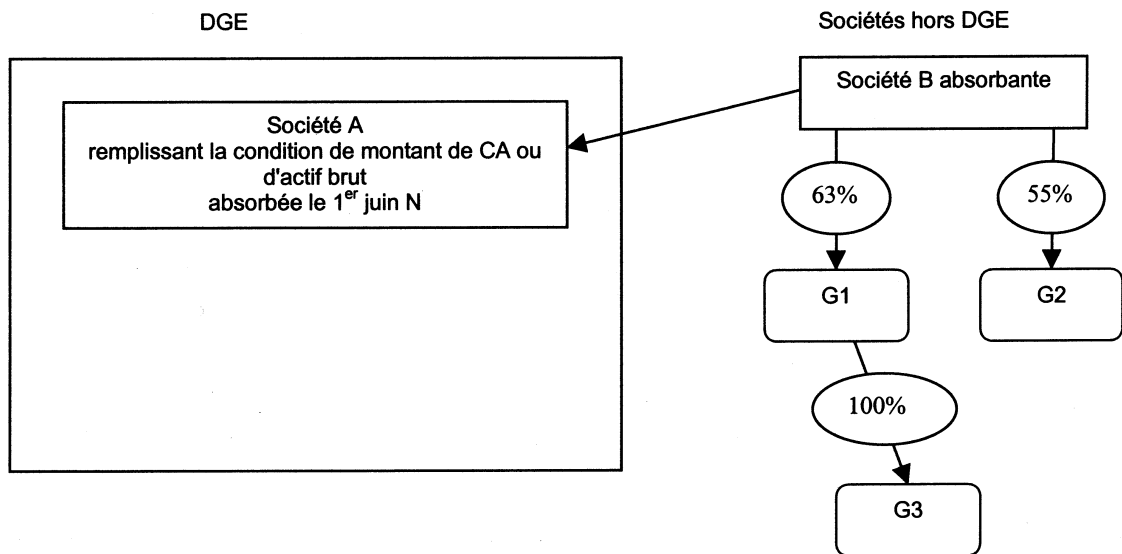 DGE
Sociétés hors DGE
Société A
remplissant la condition de montant de CA ou
d'actif brut
absorbée le 1er juin N
Société B absorbante
63%
55%
G1
G2
100%
G3